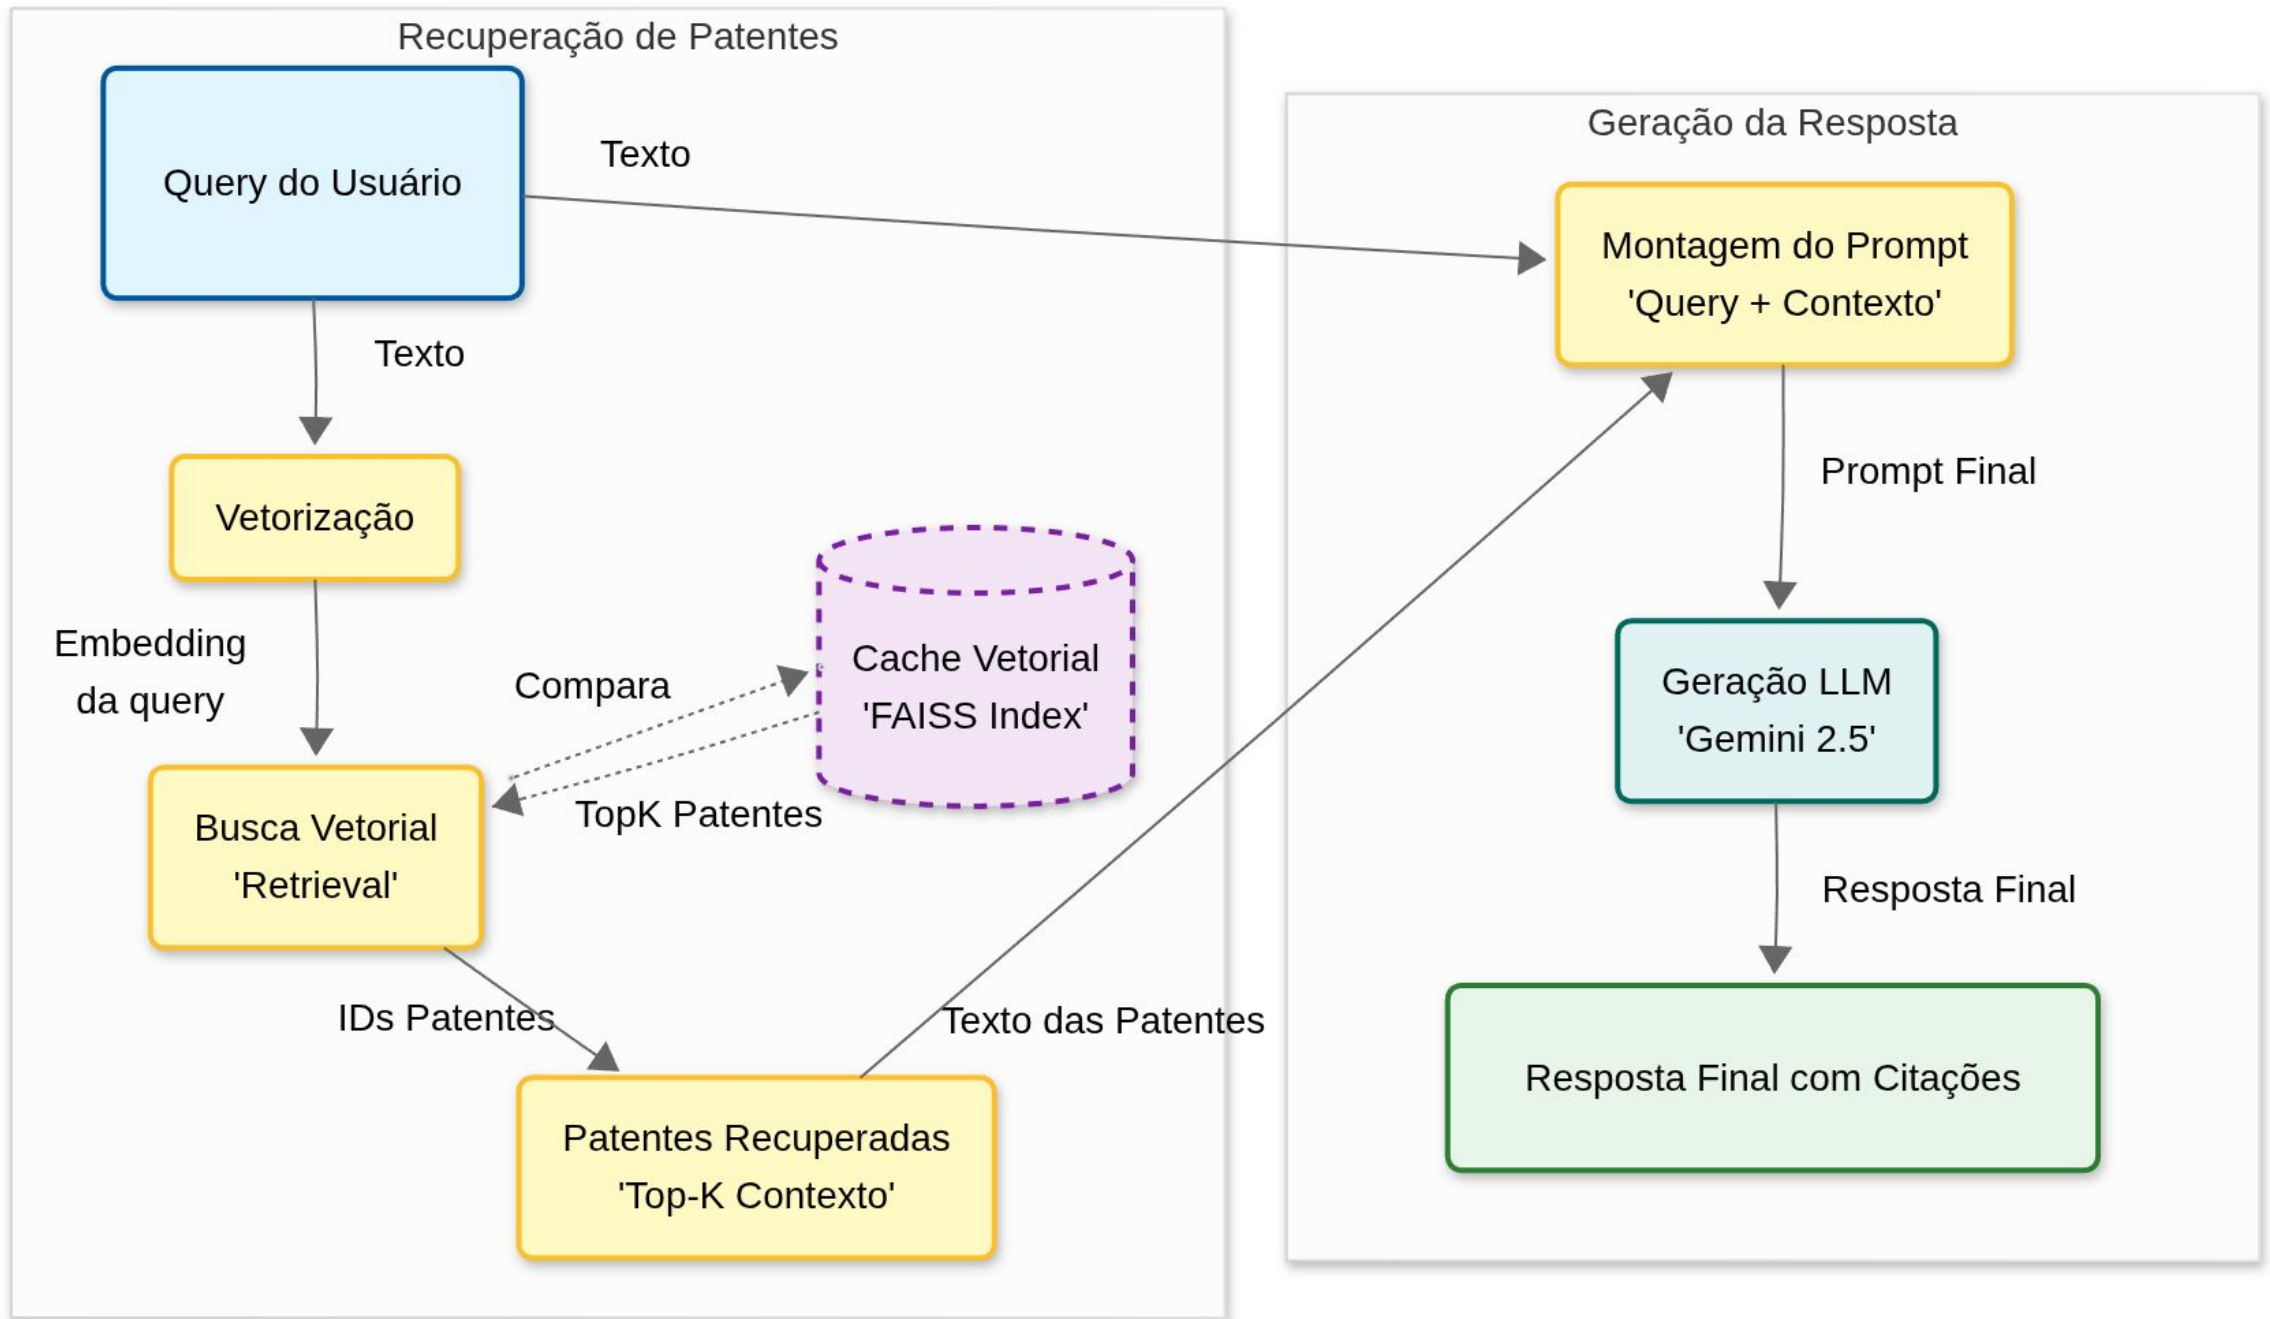 Recuperação de Patentes
Query do Usuário
Texto
Texto
Vetorização
Embedding
da query
Compara
Cache Vetorial
'FAISS Index'
TopK Patentes
Busca Vetorial
'Retrieval'
IDs Patentes
Texto das Patentes
Patentes Recuperadas
'Top-K Contexto'
Geração da Resposta
Montagem do Prompt
'Query + Contexto'
Prompt Final
Geração LLM
'Gemini 2.5'
Resposta Final
Resposta Final com Citações